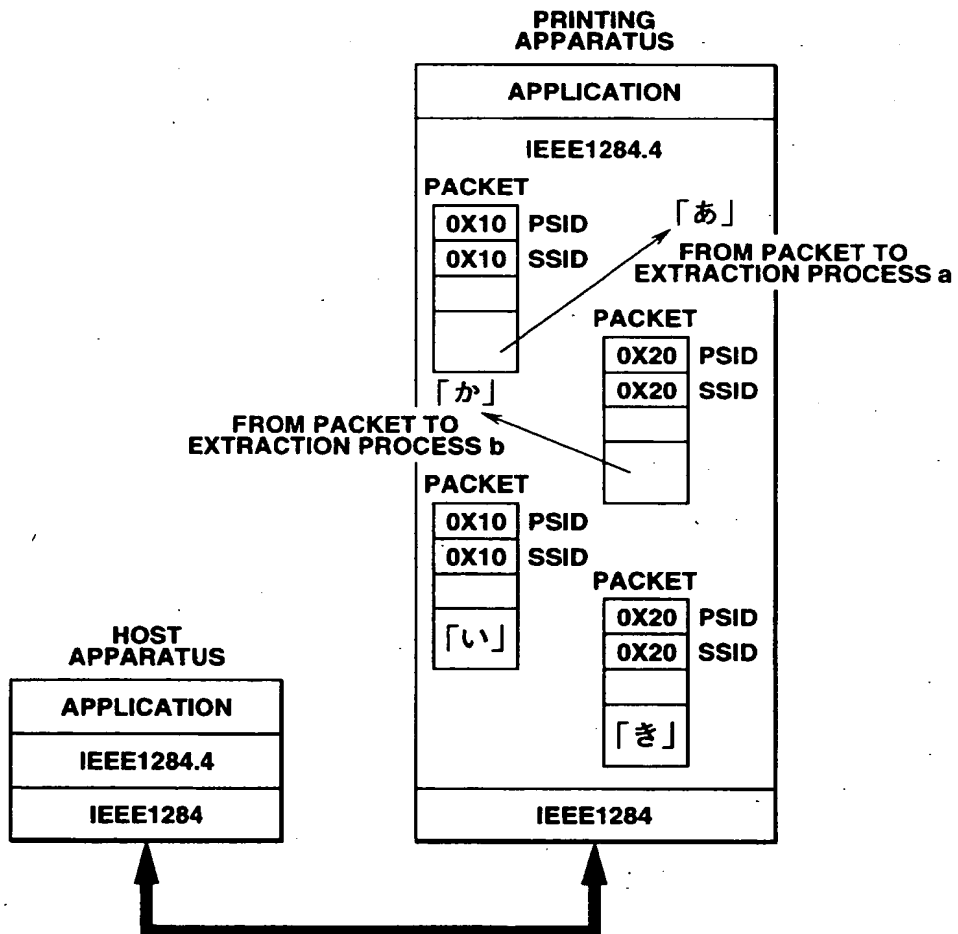 PRINTING
APPARATUS
APPLICATION
IEEE1284.4
PACKET
0X10 PSID
0X10 SSID
「あ」
FROM PACKET TO
EXTRACTION PROCESS a
PACKET
0X20 PSID
0X20 SSID
「か」
FROM PACKET TO
EXTRACTION PROCESS b
PACKET
0X10 PSID
0X10 SSID
「い」
PACKET
0X20 PSID
0X20 SSID
「き」
IEEE1284
HOST
APPARATUS
APPLICATION
IEEE1284.4
IEEE1284